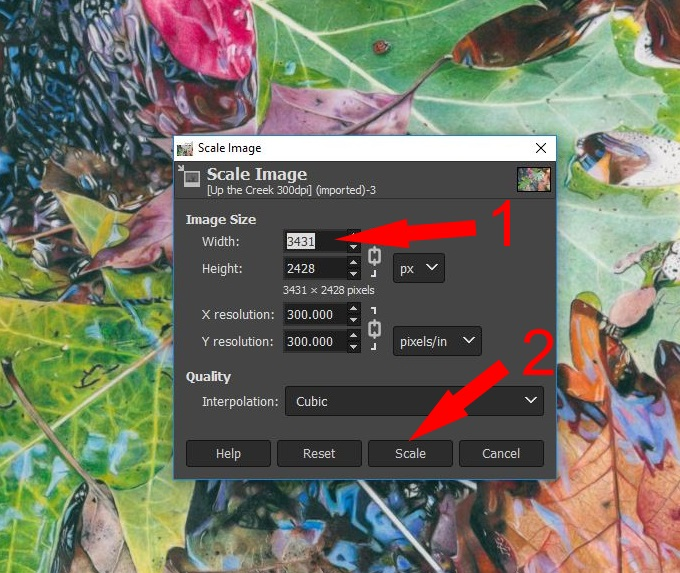 Scale Image
Scale Image
[Up the Creek 300dpi] (imported)-3
Image Size
1
Width: 3431
Height: 2428 px
3431 × 2428 pixels
X resolution: 300.000
Y resolution: 300.000 pixels/in
2
Quality
Interpolation: Cubic
Help Reset Scale Cancel